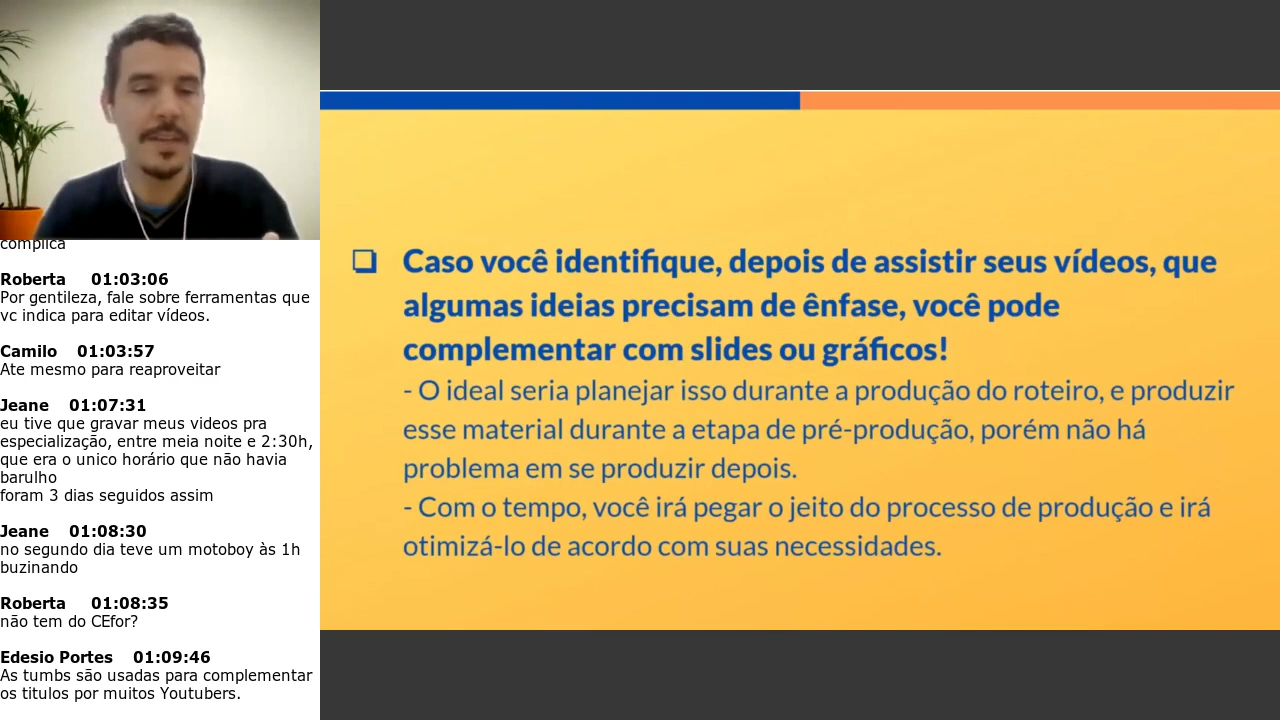 complica
Roberta 01:03:06
Por gentileza, fale sobre ferramentas que
vc indica para editar vídeos.
Camilo 01:03:57
Ate mesmo para reaproveitar
Jeane 01:07:31
eu tive que gravar meus videos pra
especialização, entre meia noite e 2:30h,
que era o unico horário que não havia
barulho
foram 3 dias seguidos assim
Jeane 01:08:30
no segundo dia teve um motoboy às 1h
buzinando
Roberta 01:08:35
não tem do CEfor?
Edesio Portes 01:09:46
As tumbs são usadas para complementar
os titulos por muitos Youtubers.
Caso você identifique, depois de assistir seus vídeos, que
algumas ideias precisam de ênfase, você pode
complementar com slides ou gráficos!
- O ideal seria planejar isso durante a produção do roteiro, e produzir
esse material durante a etapa de pré-produção, porém não há
problema em se produzir depois.
- Com o tempo, você irá pegar o jeito do processo de produção e irá
otimizá-lo de acordo com suas necessidades.